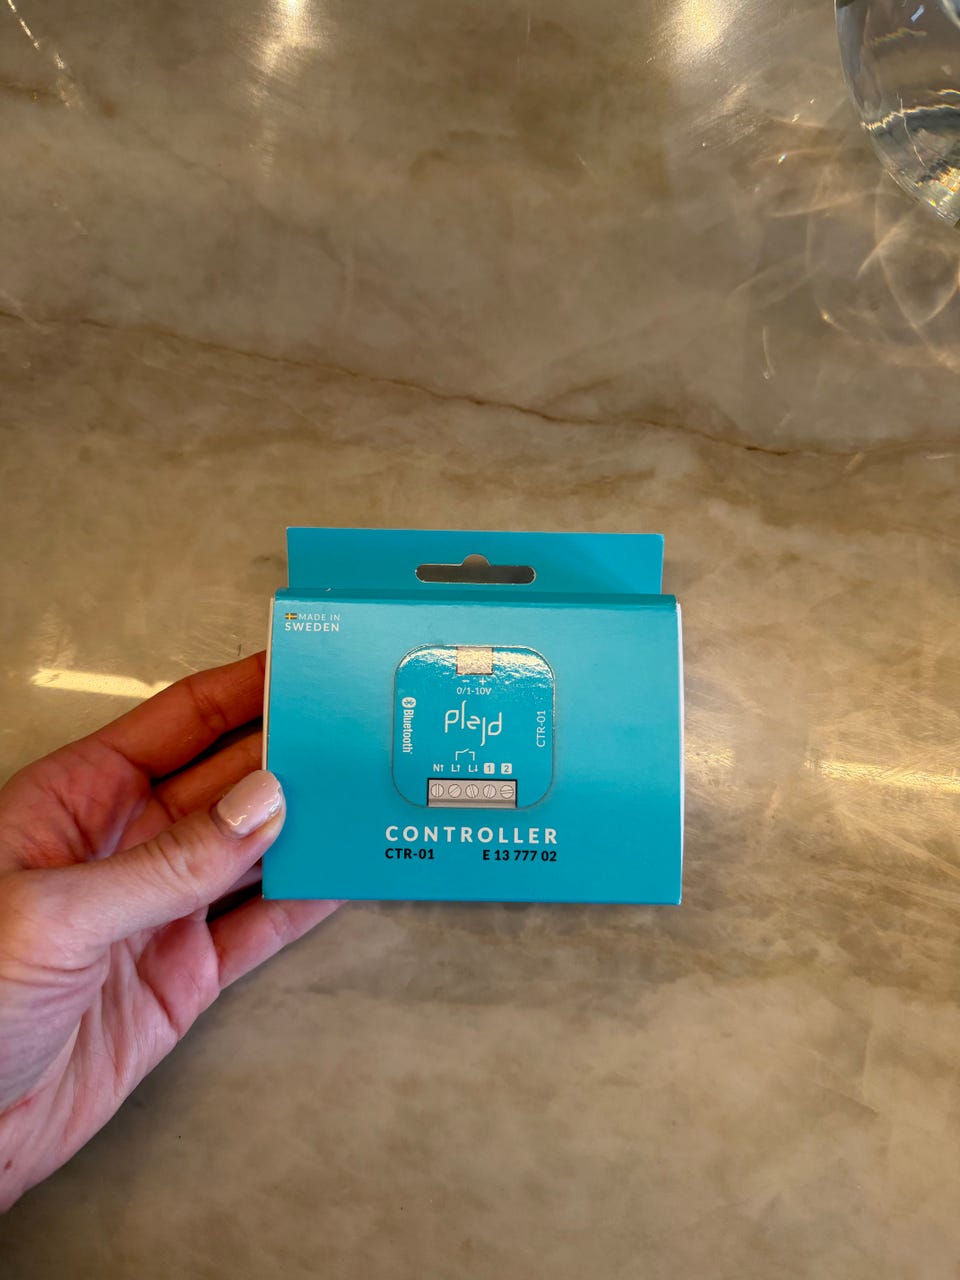 MADE IN
SWEDEN
- +
0/1-10V
Bluetooth®
plejd
CTR-01
N↑ L↑ L↓ 1 2
CONTROLLER
CTR-01 E 13 777 02